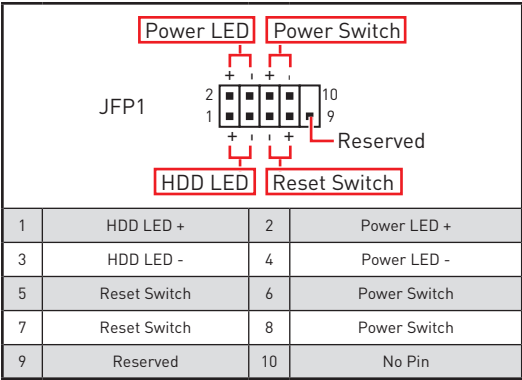 Power LED Power Switch
+ - + -
2 10
JFP1
1 9
+ - - +
Reserved
HDD LED Reset Switch
1 HDD LED + 2 Power LED +
3 HDD LED - 4 Power LED -
5 Reset Switch 6 Power Switch
7 Reset Switch 8 Power Switch
9 Reserved 10 No Pin